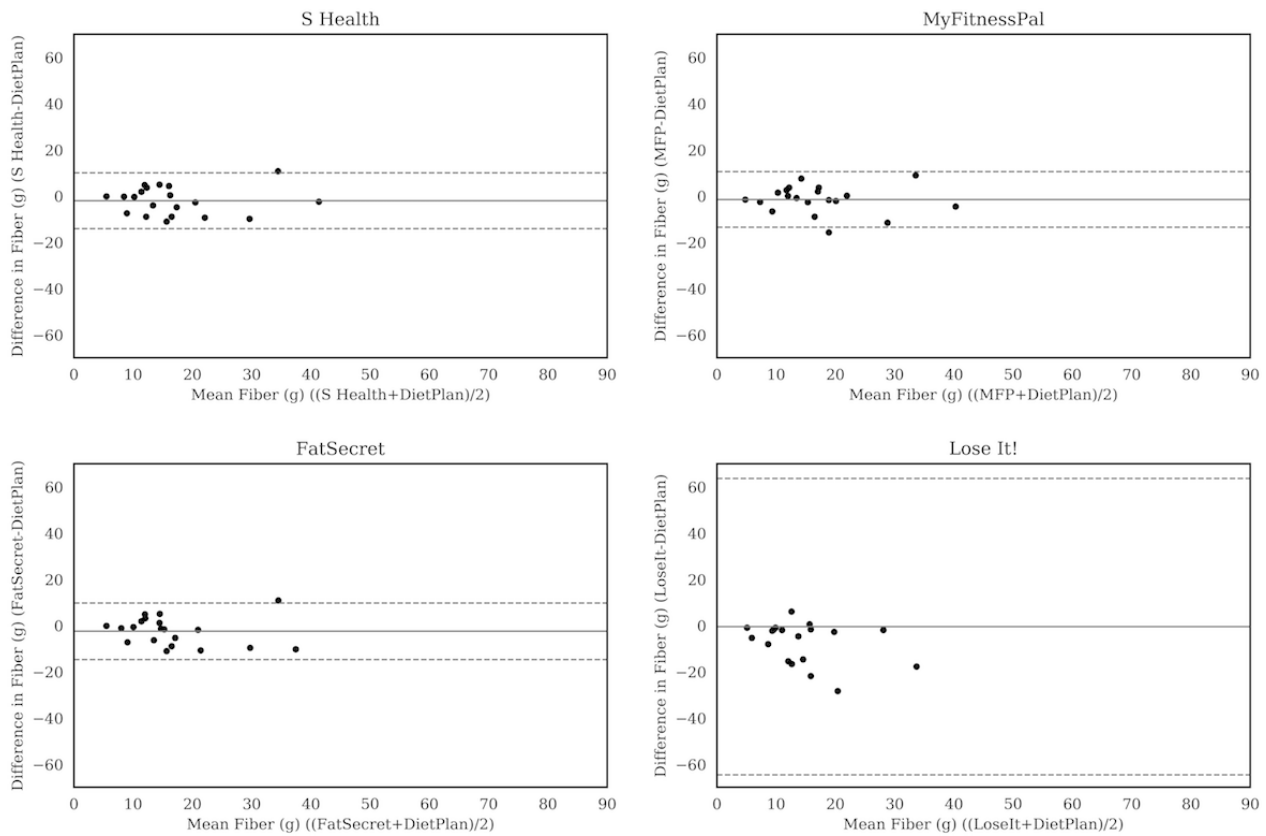 S Health
Difference in Fiber (g) (S Health-DietPlan)
60
40
20
0
−20
−40
−60
0 10 20 30 40 50 60 70 80 90
Mean Fiber (g) ((S Health+DietPlan)/2)
MyFitnessPal
Difference in Fiber (g) (MFP-DietPlan)
60
40
20
0
−20
−40
−60
0 10 20 30 40 50 60 70 80 90
Mean Fiber (g) ((MFP+DietPlan)/2)
FatSecret
Difference in Fiber (g) (FatSecret-DietPlan)
60
40
20
0
−20
−40
−60
0 10 20 30 40 50 60 70 80 90
Mean Fiber (g) ((FatSecret+DietPlan)/2)
Lose It!
Difference in Fiber (g) (LoseIt-DietPlan)
60
40
20
0
−20
−40
−60
0 10 20 30 40 50 60 70 80 90
Mean Fiber (g) ((LoseIt+DietPlan)/2)